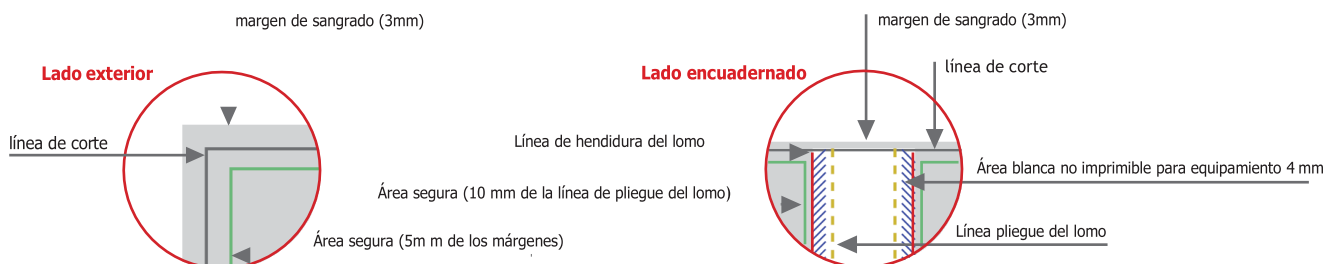 margen de sangrado (3mm)
Lado exterior
línea de corte
Área segura (5m m de los márgenes)
margen de sangrado (3mm)
Lado encuadernado
línea de corte
Línea de hendidura del lomo
Área blanca no imprimible para equipamiento 4 mm
Área segura (10 mm de la línea de pliegue del lomo)
Línea pliegue del lomo